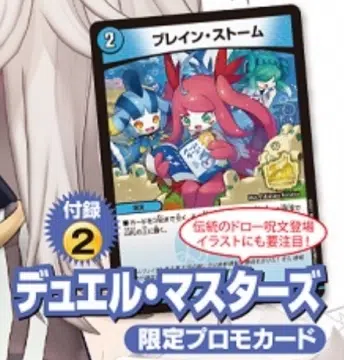 2
ブレイン・ストーム
呪文
伝統のドロー呪文登場
イラストにも要注目!
付録
2
デュエル・マスターズ
限定プロモカード